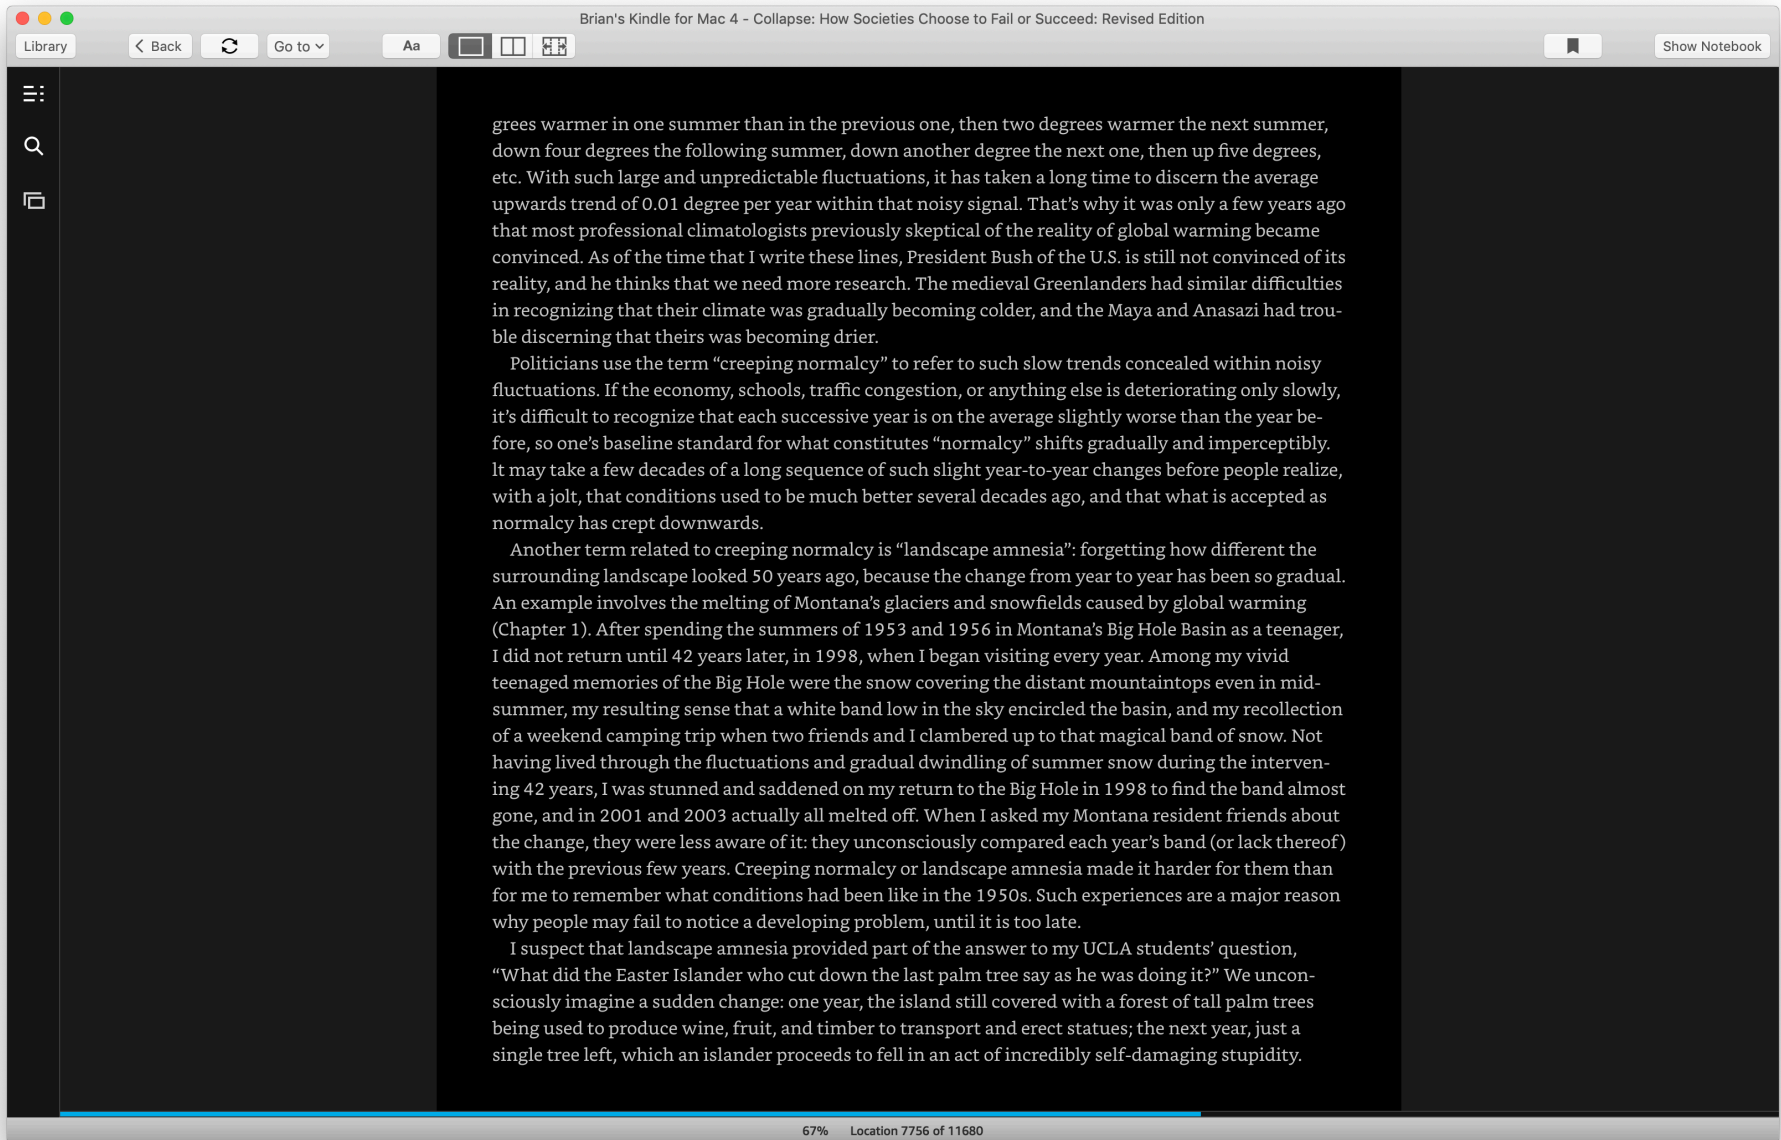 Brian's Kindle for Mac 4 - Collapse: How Societies Choose to Fail or Succeed: Revised Edition
Library
Back
Go to
Aa
Show Notebook
grees warmer in one summer than in the previous one, then two degrees warmer the next summer,
down four degrees the following summer, down another degree the next one, then up five degrees,
etc. With such large and unpredictable fluctuations, it has taken a long time to discern the average
upwards trend of 0.01 degree per year within that noisy signal. That’s why it was only a few years ago
that most professional climatologists previously skeptical of the reality of global warming became
convinced. As of the time that I write these lines, President Bush of the U.S. is still not convinced of its
reality, and he thinks that we need more research. The medieval Greenlanders had similar difficulties
in recognizing that their climate was gradually becoming colder, and the Maya and Anasazi had trou-
ble discerning that theirs was becoming drier.
Politicians use the term “creeping normalcy” to refer to such slow trends concealed within noisy
fluctuations. If the economy, schools, traffic congestion, or anything else is deteriorating only slowly,
it’s difficult to recognize that each successive year is on the average slightly worse than the year be-
fore, so one’s baseline standard for what constitutes “normalcy” shifts gradually and imperceptibly.
lt may take a few decades of a long sequence of such slight year-to-year changes before people realize,
with a jolt, that conditions used to be much better several decades ago, and that what is accepted as
normalcy has crept downwards.
Another term related to creeping normalcy is “landscape amnesia”: forgetting how different the
surrounding landscape looked 50 years ago, because the change from year to year has been so gradual.
An example involves the melting of Montana’s glaciers and snowfields caused by global warming
(Chapter 1). After spending the summers of 1953 and 1956 in Montana’s Big Hole Basin as a teenager,
I did not return until 42 years later, in 1998, when I began visiting every year. Among my vivid
teenaged memories of the Big Hole were the snow covering the distant mountaintops even in mid-
summer, my resulting sense that a white band low in the sky encircled the basin, and my recollection
of a weekend camping trip when two friends and I clambered up to that magical band of snow. Not
having lived through the fluctuations and gradual dwindling of summer snow during the interven-
ing 42 years, I was stunned and saddened on my return to the Big Hole in 1998 to find the band almost
gone, and in 2001 and 2003 actually all melted off. When I asked my Montana resident friends about
the change, they were less aware of it: they unconsciously compared each year’s band (or lack thereof)
with the previous few years. Creeping normalcy or landscape amnesia made it harder for them than
for me to remember what conditions had been like in the 1950s. Such experiences are a major reason
why people may fail to notice a developing problem, until it is too late.
I suspect that landscape amnesia provided part of the answer to my UCLA students’ question,
“What did the Easter Islander who cut down the last palm tree say as he was doing it?” We uncon-
sciously imagine a sudden change: one year, the island still covered with a forest of tall palm trees
being used to produce wine, fruit, and timber to transport and erect statues; the next year, just a
single tree left, which an islander proceeds to fell in an act of incredibly self-damaging stupidity.
67% Location 7756 of 11680